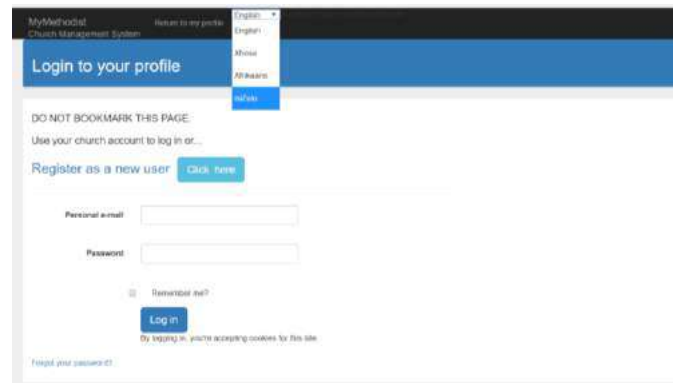 MyMethodist
Church Management System
Return to my profile
English
English
Xhosa
Afrikaans
Login to your profile
DO NOT BOOKMARK THIS PAGE.
Use your church account to log in or...
Register as a new user
Click here
Personal e-mail
Password
Remember me?
Log in
By logging in, you're accepting cookies for this site.
Forgot your password?